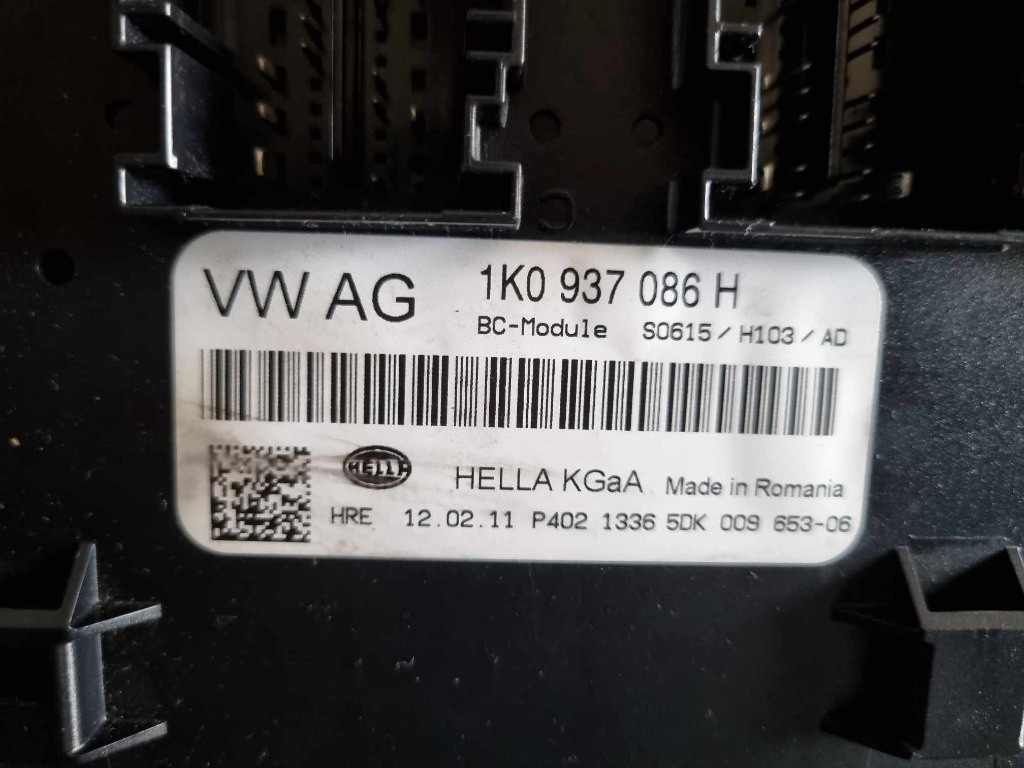 VW AG 1K0 937 086 H
BC-Module S0615 / H103 / AD
HELLA HELLA KGaA Made in Romania
HRE 12.02.11 P402 1336 5DK 009 653-06